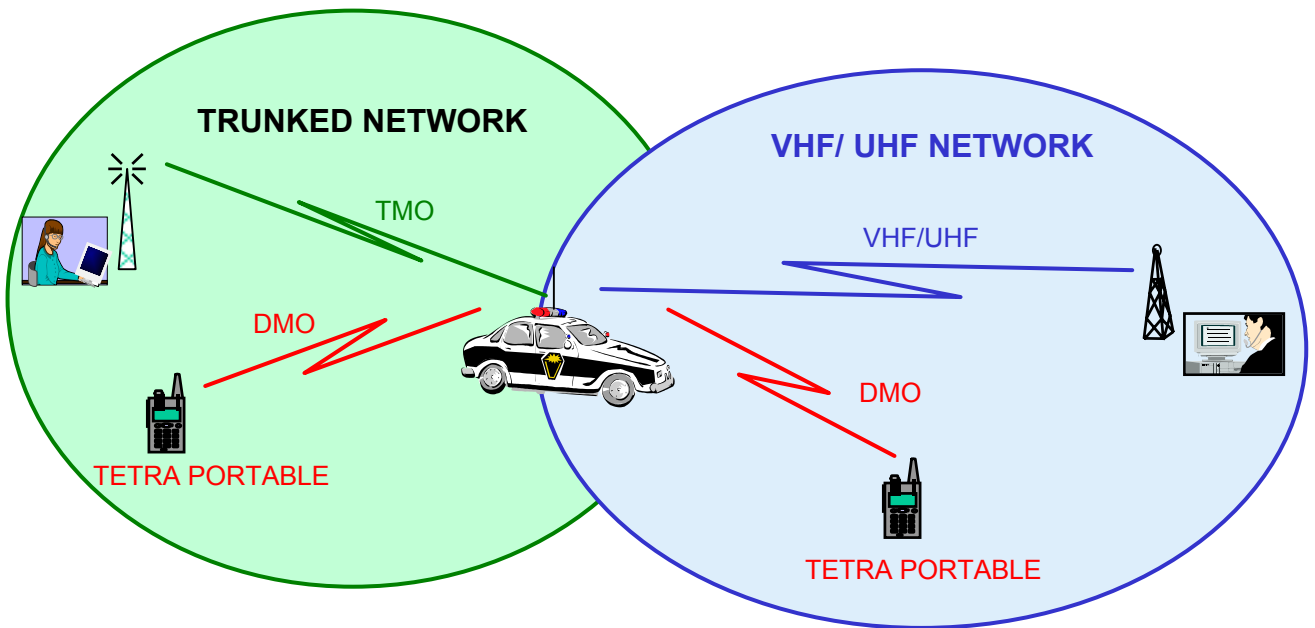 TRUNKED NETWORK
VHF/ UHF NETWORK
TMO
VHF/UHF
DMO
DMO
TETRA PORTABLE
TETRA PORTABLE